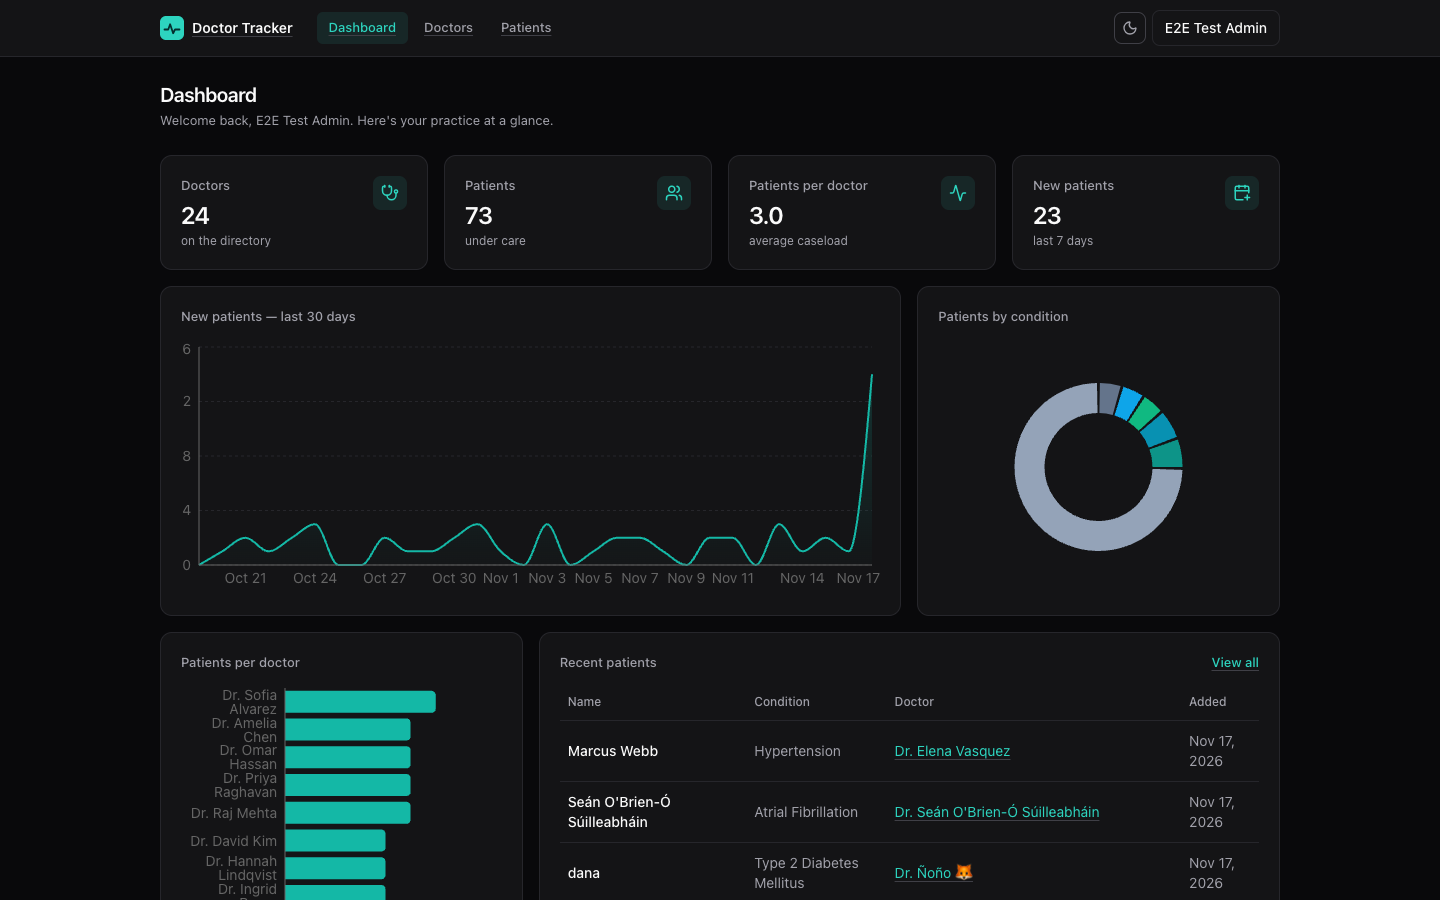 Doctor Tracker
Dashboard
Doctors
Patients
E2E Test Admin
Dashboard
Welcome back, E2E Test Admin. Here's your practice at a glance.
Doctors
24
on the directory
Patients
73
under care
Patients per doctor
3.0
average caseload
New patients
23
last 7 days
New patients — last 30 days
6
2
8
4
0
Oct 21
Oct 24
Oct 27
Oct 30
Nov 1
Nov 3
Nov 5
Nov 7
Nov 9
Nov 11
Nov 14
Nov 17
Patients by condition
Patients per doctor
Dr. Sofia
Alvarez
Dr. Amelia
Chen
Dr. Omar
Hassan
Dr. Priya
Raghavan
Dr. Raj Mehta
Dr. David Kim
Dr. Hannah
Lindqvist
Dr. Ingrid
Recent patients
View all
Name
Condition
Doctor
Added
Marcus Webb
Hypertension
Dr. Elena Vasquez
Nov 17,
2026
Seán O'Brien-Ó
Súilleabháin
Atrial Fibrillation
Dr. Seán O'Brien-Ó Súilleabháin
Nov 17,
2026
dana
Type 2 Diabetes
Mellitus
Dr. Ñoño 🦊
Nov 17,
2026